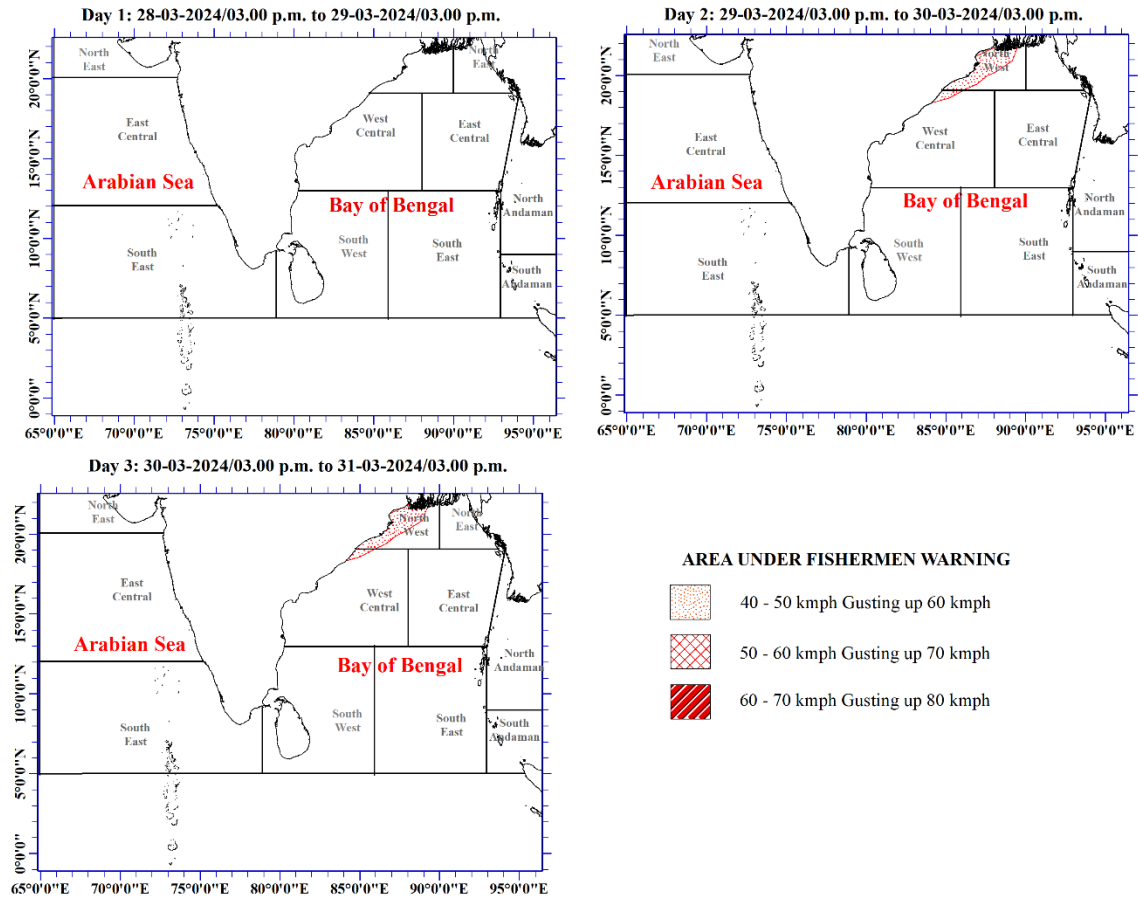 Day 1: 28-03-2024/03.00 p.m. to 29-03-2024/03.00 p.m.
North
East
North
East
East
Central
West
Central
East
Central
Arabian Sea
Bay of Bengal
North
Andaman
South
East
South
West
South
East
South
Andaman
20°0'0"N
15°0'0"N
10°0'0"N
5°0'0"N
0°0'0"
65°0'0"E 70°0'0"E 75°0'0"E 80°0'0"E 85°0'0"E 90°0'0"E 95°0'0"E
Day 2: 29-03-2024/03.00 p.m. to 30-03-2024/03.00 p.m.
North
East
North
West
East
Central
West
Central
East
Central
Arabian Sea
Bay of Bengal
North
Andaman
South
East
South
West
South
East
South
Andaman
20°0'0"N
15°0'0"N
10°0'0"N
5°0'0"N
0°0'0"
65°0'0"E 70°0'0"E 75°0'0"E 80°0'0"E 85°0'0"E 90°0'0"E 95°0'0"E
Day 3: 30-03-2024/03.00 p.m. to 31-03-2024/03.00 p.m.
North
East
North
West
North
East
East
Central
West
Central
East
Central
Arabian Sea
Bay of Bengal
North
Andaman
South
East
South
West
South
East
South
Andaman
20°0'0"N
15°0'0"N
10°0'0"N
5°0'0"N
0°0'0"
65°0'0"E 70°0'0"E 75°0'0"E 80°0'0"E 85°0'0"E 90°0'0"E 95°0'0"E
AREA UNDER FISHERMEN WARNING
40 - 50 kmph Gusting up 60 kmph
50 - 60 kmph Gusting up 70 kmph
60 - 70 kmph Gusting up 80 kmph